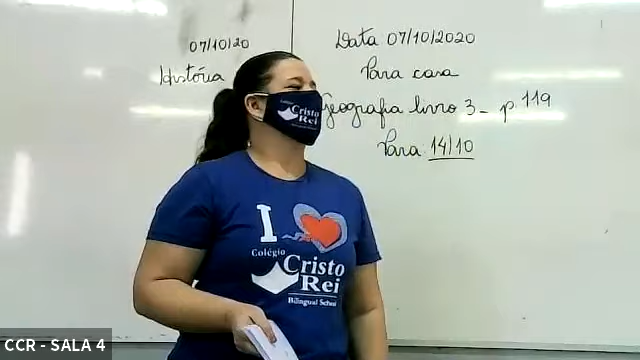 07/10/20
História
Data 07/10/2020
Para casa
Geografia livro 3 - p. 119
Para 14/10
Cristo
Rei
I
Colégio
Cristo
Rei
Bilingual School
CCR - SALA 4